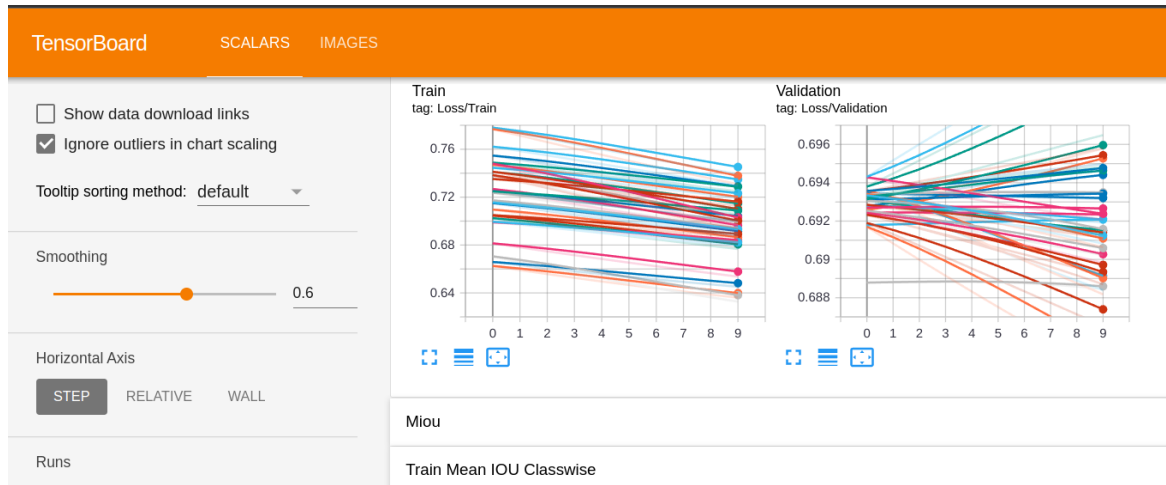 TensorBoard SCALARS IMAGES
Show data download links
Ignore outliers in chart scaling
Tooltip sorting method: default
Smoothing
0.6
Horizontal Axis
STEP RELATIVE WALL
Runs
Train
tag: Loss/Train
0.76
0.72
0.68
0.64
0 1 2 3 4 5 6 7 8 9
Validation
tag: Loss/Validation
0.696
0.694
0.692
0.69
0.688
0 1 2 3 4 5 6 7 8 9
Miou
Train Mean IOU Classwise